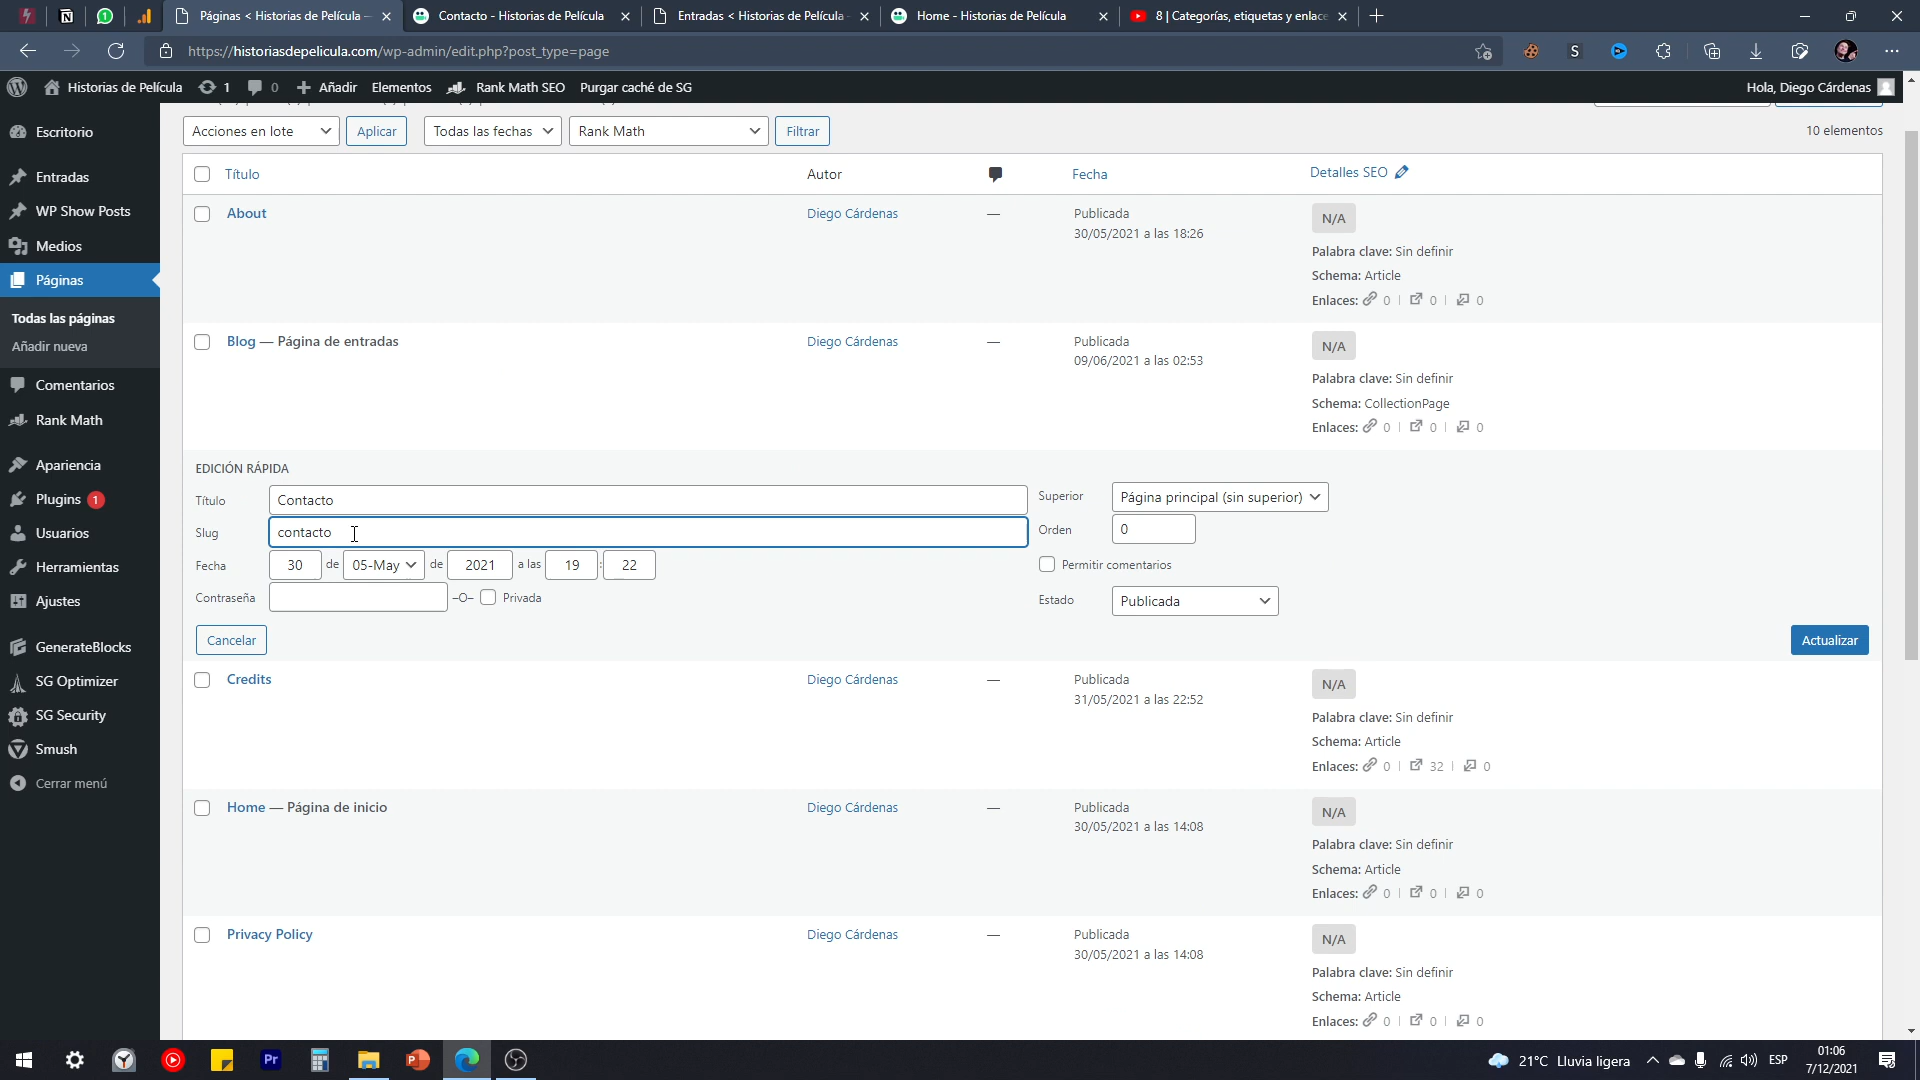 Páginas < Historias de Película —
Contacto - Historias de Película
Entradas < Historias de Película
Home - Historias de Película
8 | Categorías, etiquetas y enlace
https://historiasdepelicula.com/wp-admin/edit.php?post_type=page
Historias de Película 1 0 Añadir Elementos Rank Math SEO Purgar caché de SG
Hola, Diego Cárdenas
Escritorio
Entradas
WP Show Posts
Medios
Páginas
Todas las páginas
Añadir nueva
Comentarios
Rank Math
Apariencia
Plugins 1
Usuarios
Herramientas
Ajustes
GenerateBlocks
SG Optimizer
SG Security
Smush
Cerrar menú
Acciones en lote Aplicar Todas las fechas Rank Math Filtrar 10 elementos
Título Autor Fecha Detalles SEO
About Diego Cárdenas — Publicada N/A
30/05/2021 a las 18:26
Palabra clave: Sin definir
Schema: Article
Enlaces: 0 | 0 | 0
Blog — Página de entradas Diego Cárdenas — Publicada N/A
09/06/2021 a las 02:53
Palabra clave: Sin definir
Schema: CollectionPage
Enlaces: 0 | 0 | 0
EDICIÓN RÁPIDA
Título Contacto Superior Página principal (sin superior)
Slug contacto Orden 0
Fecha 30 de 05-May de 2021 a las 19 : 22 Permitir comentarios
Contraseña –O– Privada Estado Publicada
Cancelar Actualizar
Credits Diego Cárdenas — Publicada N/A
31/05/2021 a las 22:52
Palabra clave: Sin definir
Schema: Article
Enlaces: 0 | 32 | 0
Home — Página de inicio Diego Cárdenas — Publicada N/A
30/05/2021 a las 14:08
Palabra clave: Sin definir
Schema: Article
Enlaces: 0 | 0 | 0
Privacy Policy Diego Cárdenas — Publicada N/A
30/05/2021 a las 14:08
Palabra clave: Sin definir
Schema: Article
Enlaces: 0 | 0 | 0
21°C Lluvia ligera ESP 01:06
7/12/2021